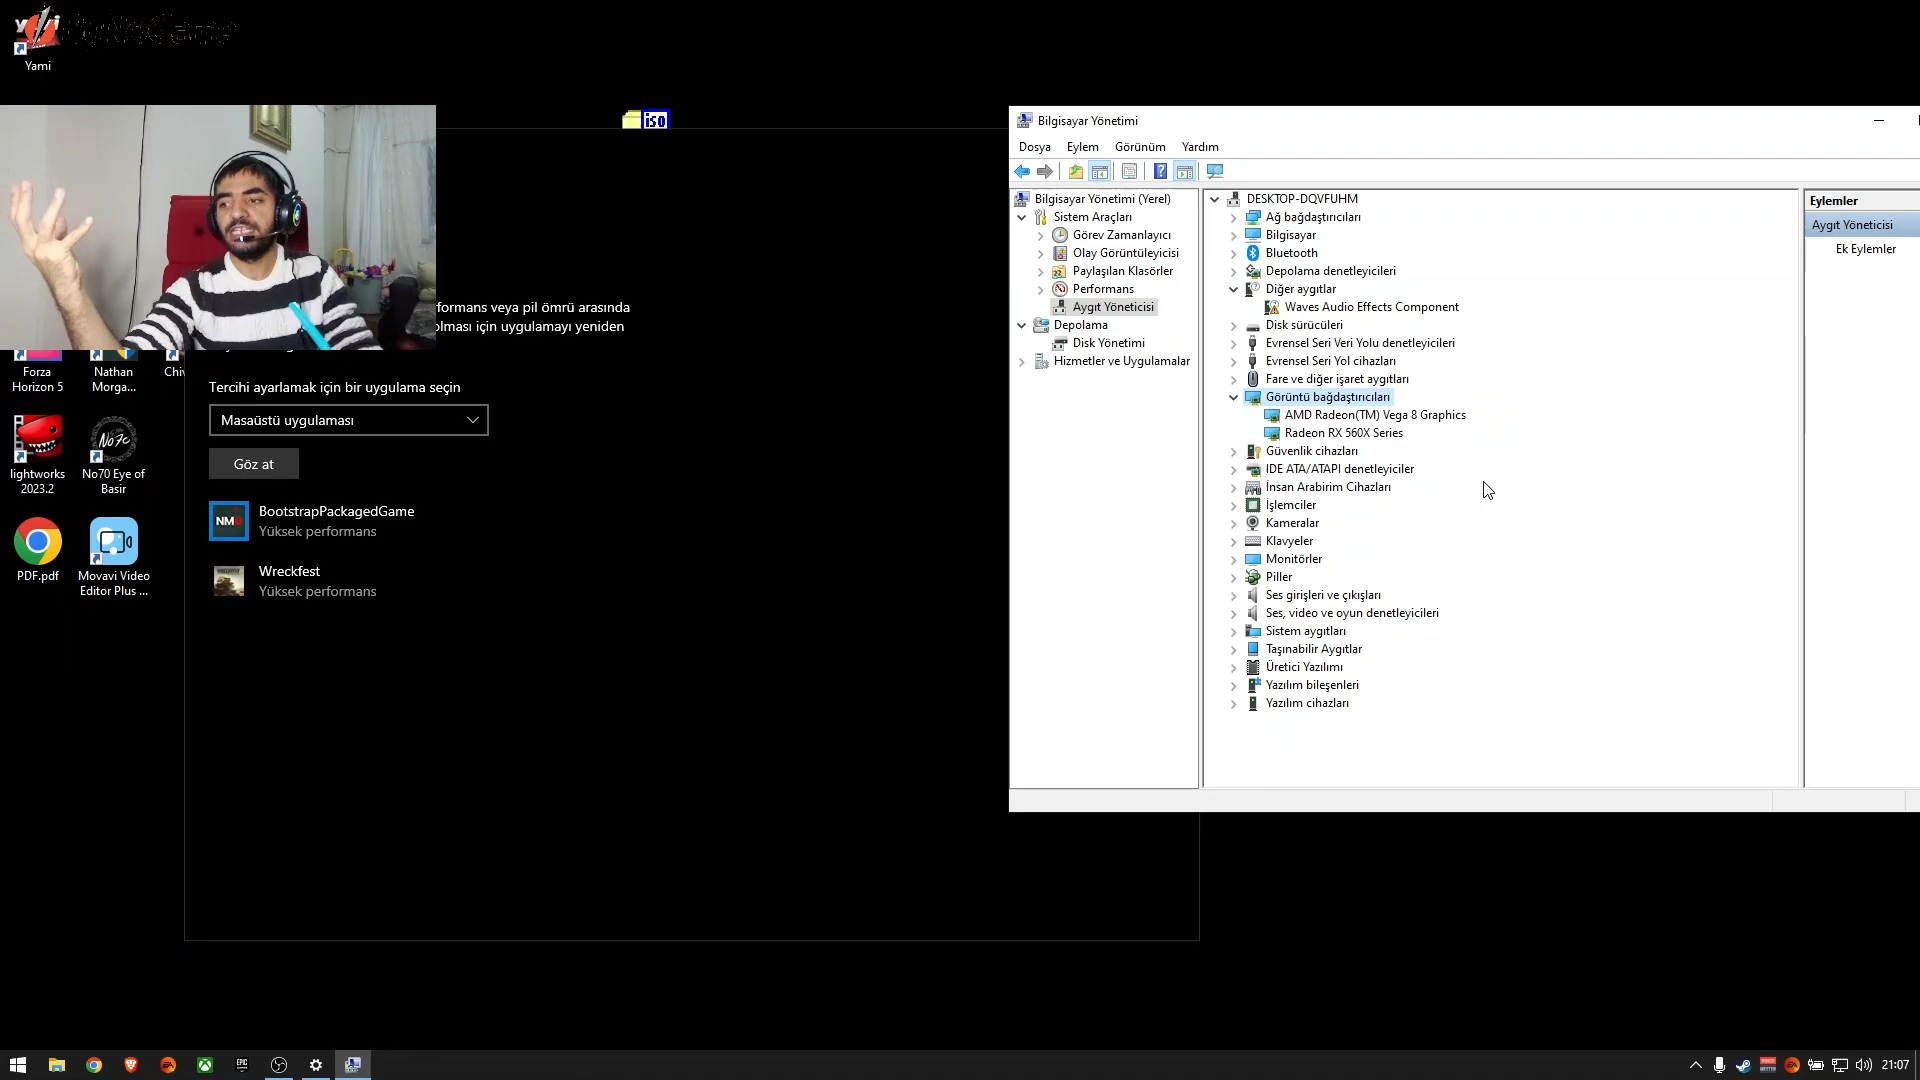 Yami
iso
formans veya pil ömrü arasında
olması için uygulamayı yeniden
Tercihi ayarlamak için bir uygulama seçin
Masaüstü uygulaması
Göz at
NM
BootstrapPackagedGame
Yüksek performans
Wreckfest
Yüksek performans
Forza
Horizon 5
Nathan
Morga...
Chiv
lightworks
2023.2
No70 Eye of
Basir
PDF.pdf
Movavi Video
Editor Plus ...
Bilgisayar Yönetimi
Dosya Eylem Görünüm Yardım
Bilgisayar Yönetimi (Yerel)
Sistem Araçları
Görev Zamanlayıcı
Olay Görüntüleyicisi
Paylaşılan Klasörler
Performans
Aygıt Yöneticisi
Depolama
Disk Yönetimi
Hizmetler ve Uygulamalar
DESKTOP-DQVFUHM
Ağ bağdaştırıcıları
Bilgisayar
Bluetooth
Depolama denetleyicileri
Diğer aygıtlar
Waves Audio Effects Component
Disk sürücüleri
Evrensel Seri Veri Yolu denetleyicileri
Evrensel Seri Yol cihazları
Fare ve diğer işaret aygıtları
Görüntü bağdaştırıcıları
AMD Radeon(TM) Vega 8 Graphics
Radeon RX 560X Series
Güvenlik cihazları
IDE ATA/ATAPI denetleyiciler
İnsan Arabirim Cihazları
İşlemciler
Kameralar
Klavyeler
Monitörler
Piller
Ses girişleri ve çıkışları
Ses, video ve oyun denetleyicileri
Sistem aygıtları
Taşınabilir Aygıtlar
Üretici Yazılımı
Yazılım bileşenleri
Yazılım cihazları
Eylemler
Aygıt Yöneticisi
Ek Eylemler
EPIC
21:07